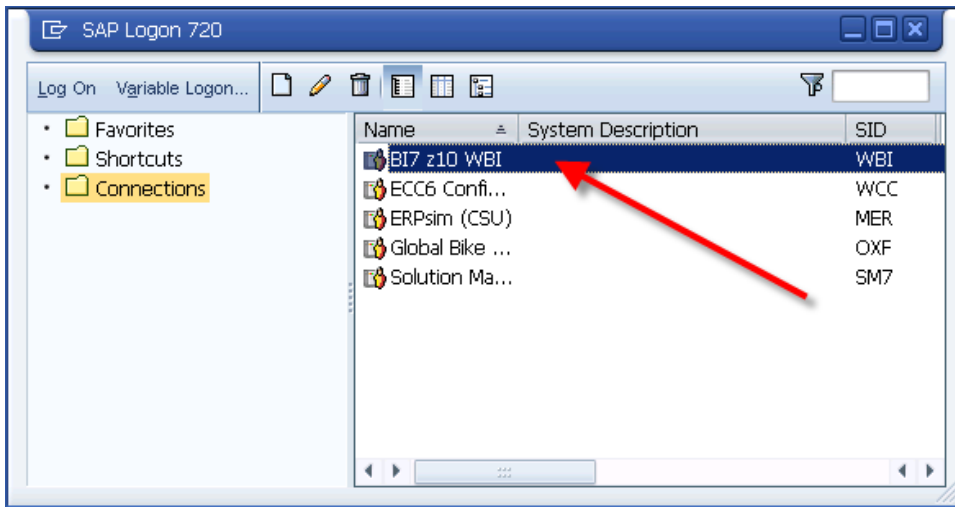 SAP Logon 720
Log On Variable Logon...
Favorites
Shortcuts
Connections
Name System Description SID
BI7 z10 WBI WBI
ECC6 Confi... WCC
ERPsim (CSU) MER
Global Bike ... OXF
Solution Ma... SM7